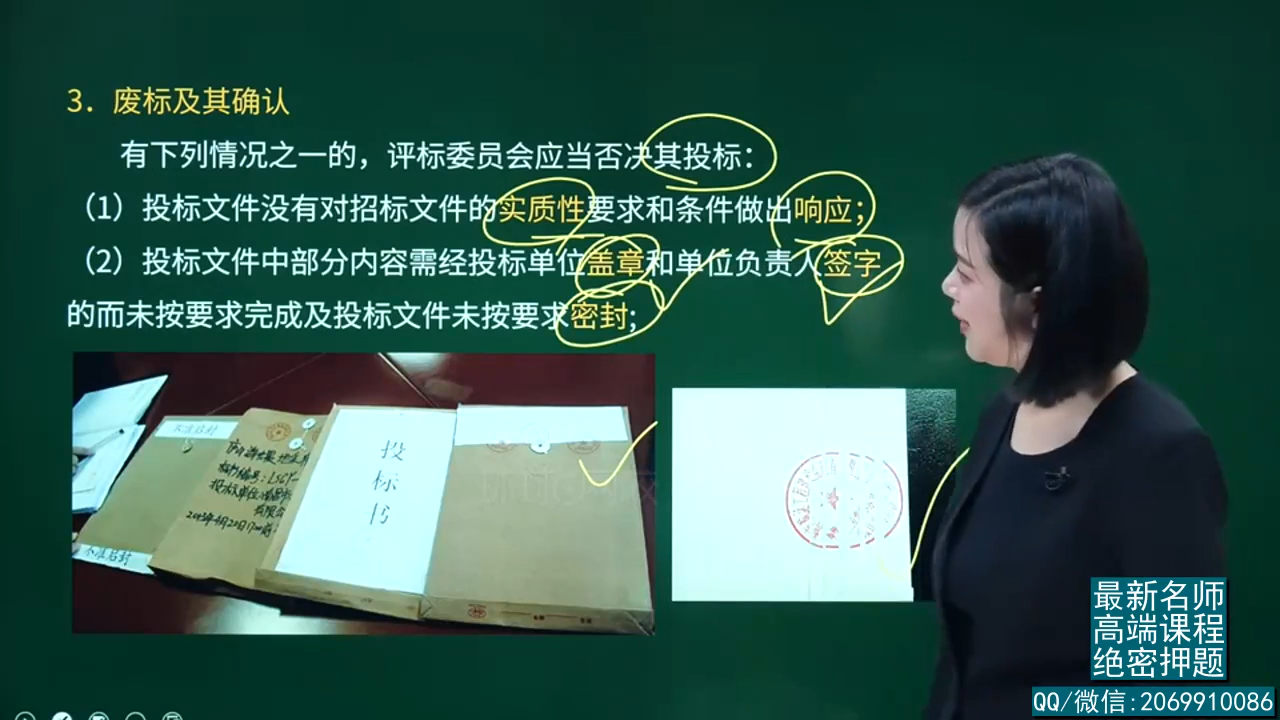 3．废标及其确认
有下列情况之一的，评标委员会应当否决其投标：
（1）投标文件没有对招标文件的实质性要求和条件做出响应；
（2）投标文件中部分内容需经投标单位盖章和单位负责人签字
的而未按要求完成及投标文件未按要求密封；
投标书
不准启封
最新名师
高端课程
绝密押题
QQ/微信:2069910086